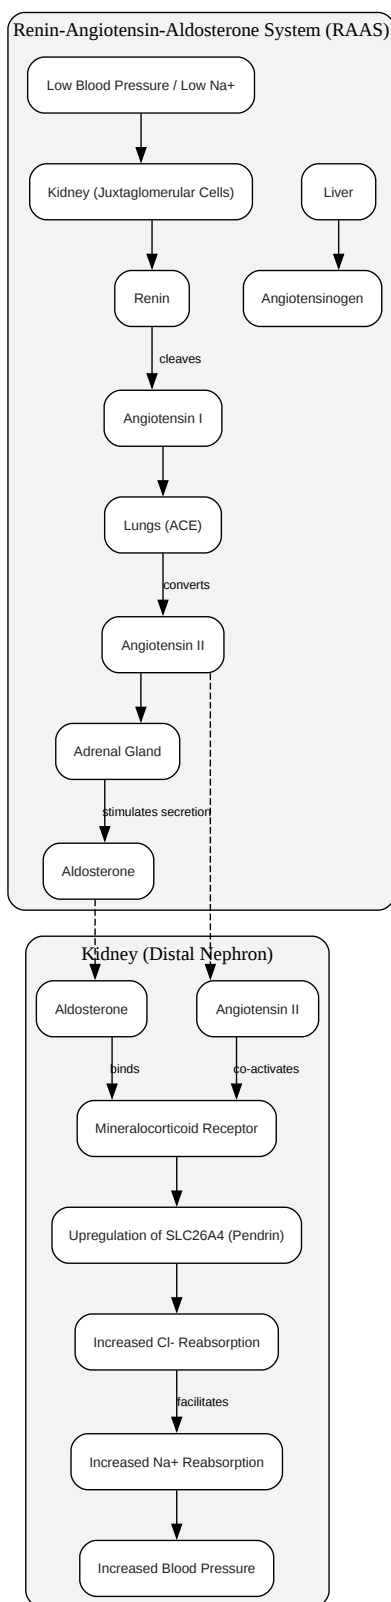 Renin-Angiotensin-Aldosterone System (RAAS)
Low Blood Pressure / Low Na+
Kidney (Juxtaglomerular Cells)
Liver
Renin
Angiotensinogen
cleaves
Angiotensin I
Lungs (ACE)
converts
Angiotensin II
Adrenal Gland
stimulates secretion
Aldosterone
Kidney (Distal Nephron)
Aldosterone
Angiotensin II
binds
co-activates
Mineralocorticoid Receptor
Upregulation of SLC26A4 (Pendrin)
Increased Cl- Reabsorption
facilitates
Increased Na+ Reabsorption
Increased Blood Pressure